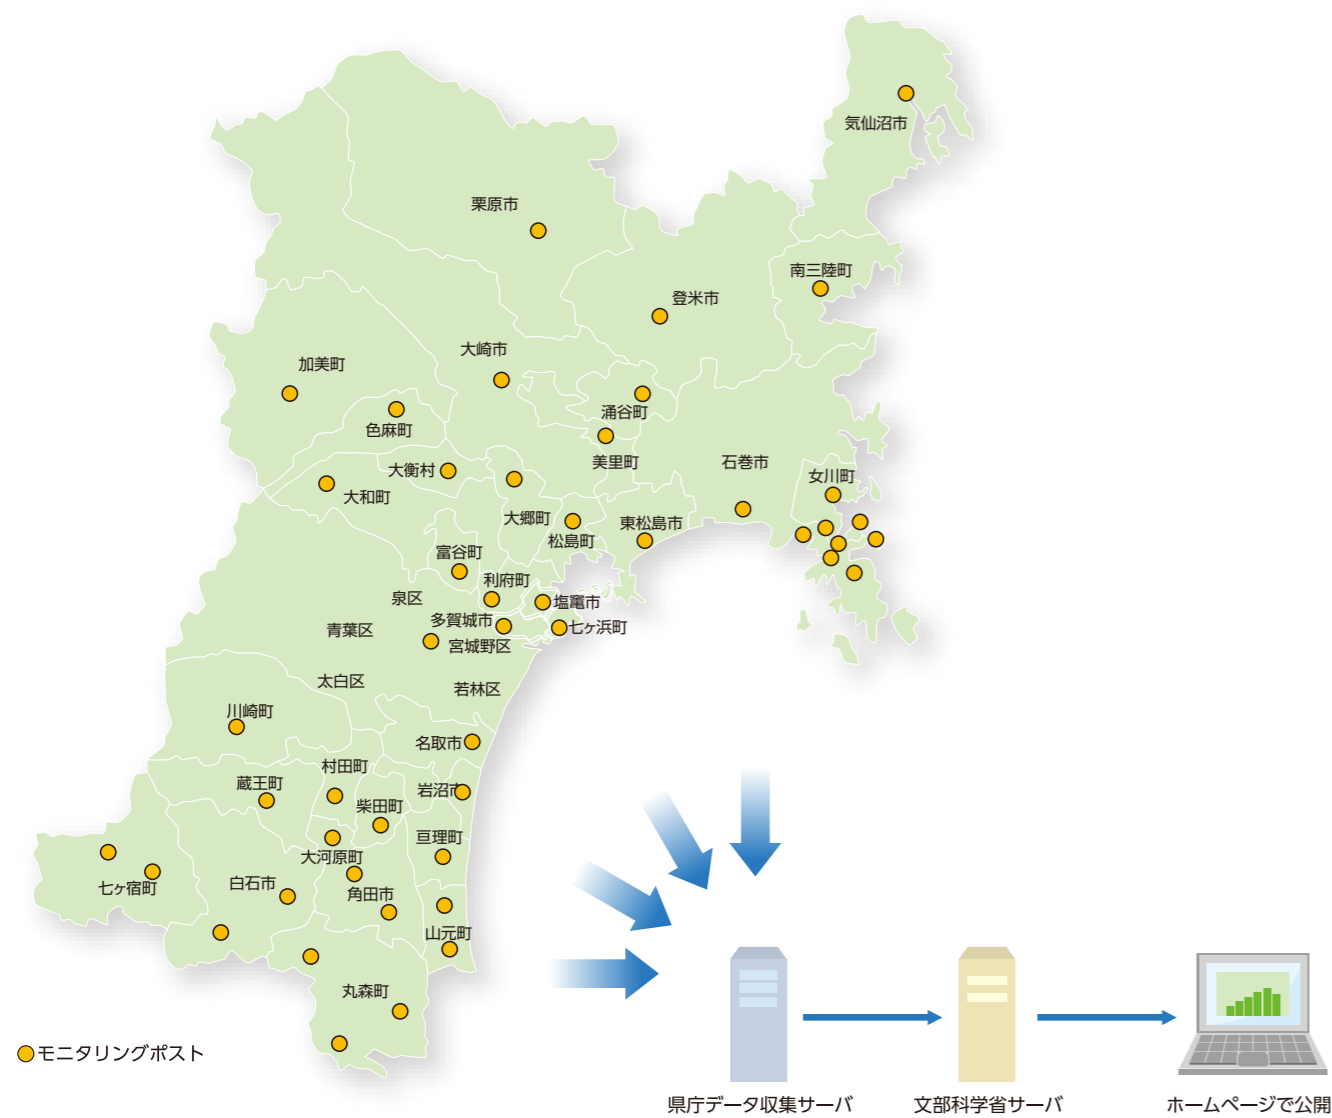 気仙沼市
栗原市
南三陸町
登米市
大崎市
加美町
涌谷町
色麻町
美里町
石巻市
大衡村
女川町
大和町
大郷町
東松島市
松島町
富谷町
利府町
泉区
塩竈市
多賀城市
七ヶ浜町
青葉区
宮城野区
太白区
若林区
川崎町
名取市
村田町
蔵王町
岩沼市
柴田町
亘理町
大河原町
七ヶ宿町
白石市
角田市
山元町
丸森町
モニタリングポスト
県庁データ収集サーバ
文部科学省サーバ
ホームページで公開